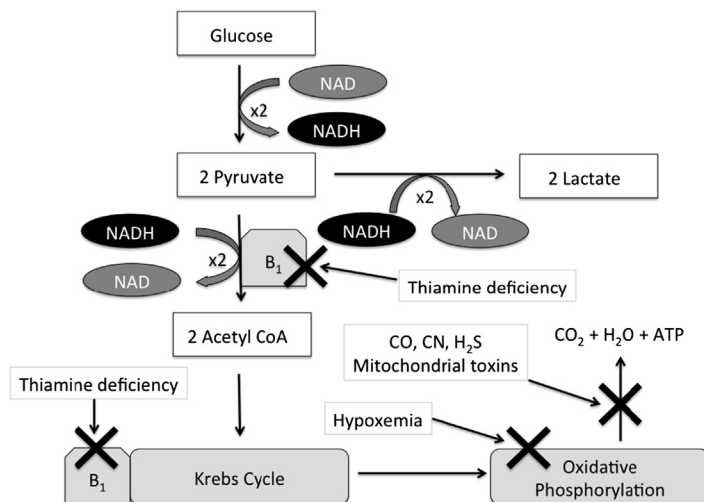 Glucose
NAD
x2
NADH
2 Pyruvate
2 Lactate
x2
NADH
NAD
NADH
x2
NAD
B₁
Thiamine deficiency
2 Acetyl CoA
CO, CN, H₂S
Mitochondrial toxins
CO₂ + H₂O + ATP
Thiamine deficiency
Hypoxemia
B₁
Krebs Cycle
Oxidative
Phosphorylation